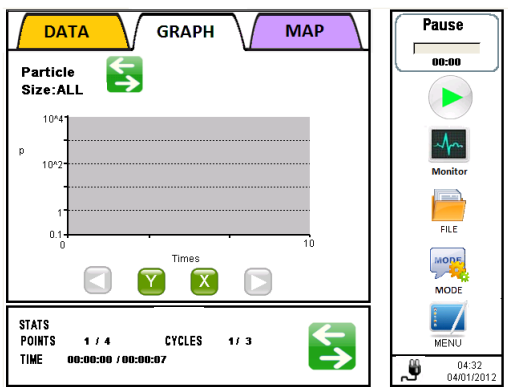 DATA
GRAPH
MAP
Particle
Size:ALL
10^4
p
10^2
1
0.1
0
10
Times
Y
X
STATS
POINTS 1 / 4 CYCLES 1 / 3
TIME 00:00:00 / 00:00:07
Pause
00:00
Monitor
FILE
MODE
MODE
MENU
04:32
04/01/2012